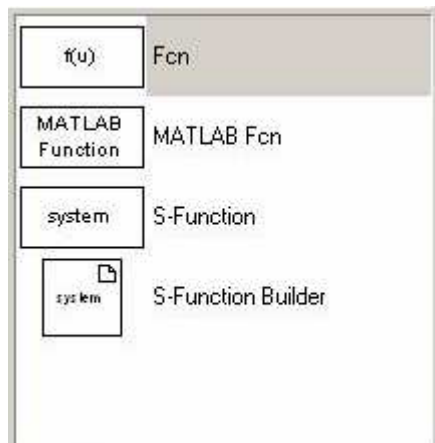 f(u) Fcn
MATLAB
Function MATLAB Fcn
system S-Function
system S-Function Builder